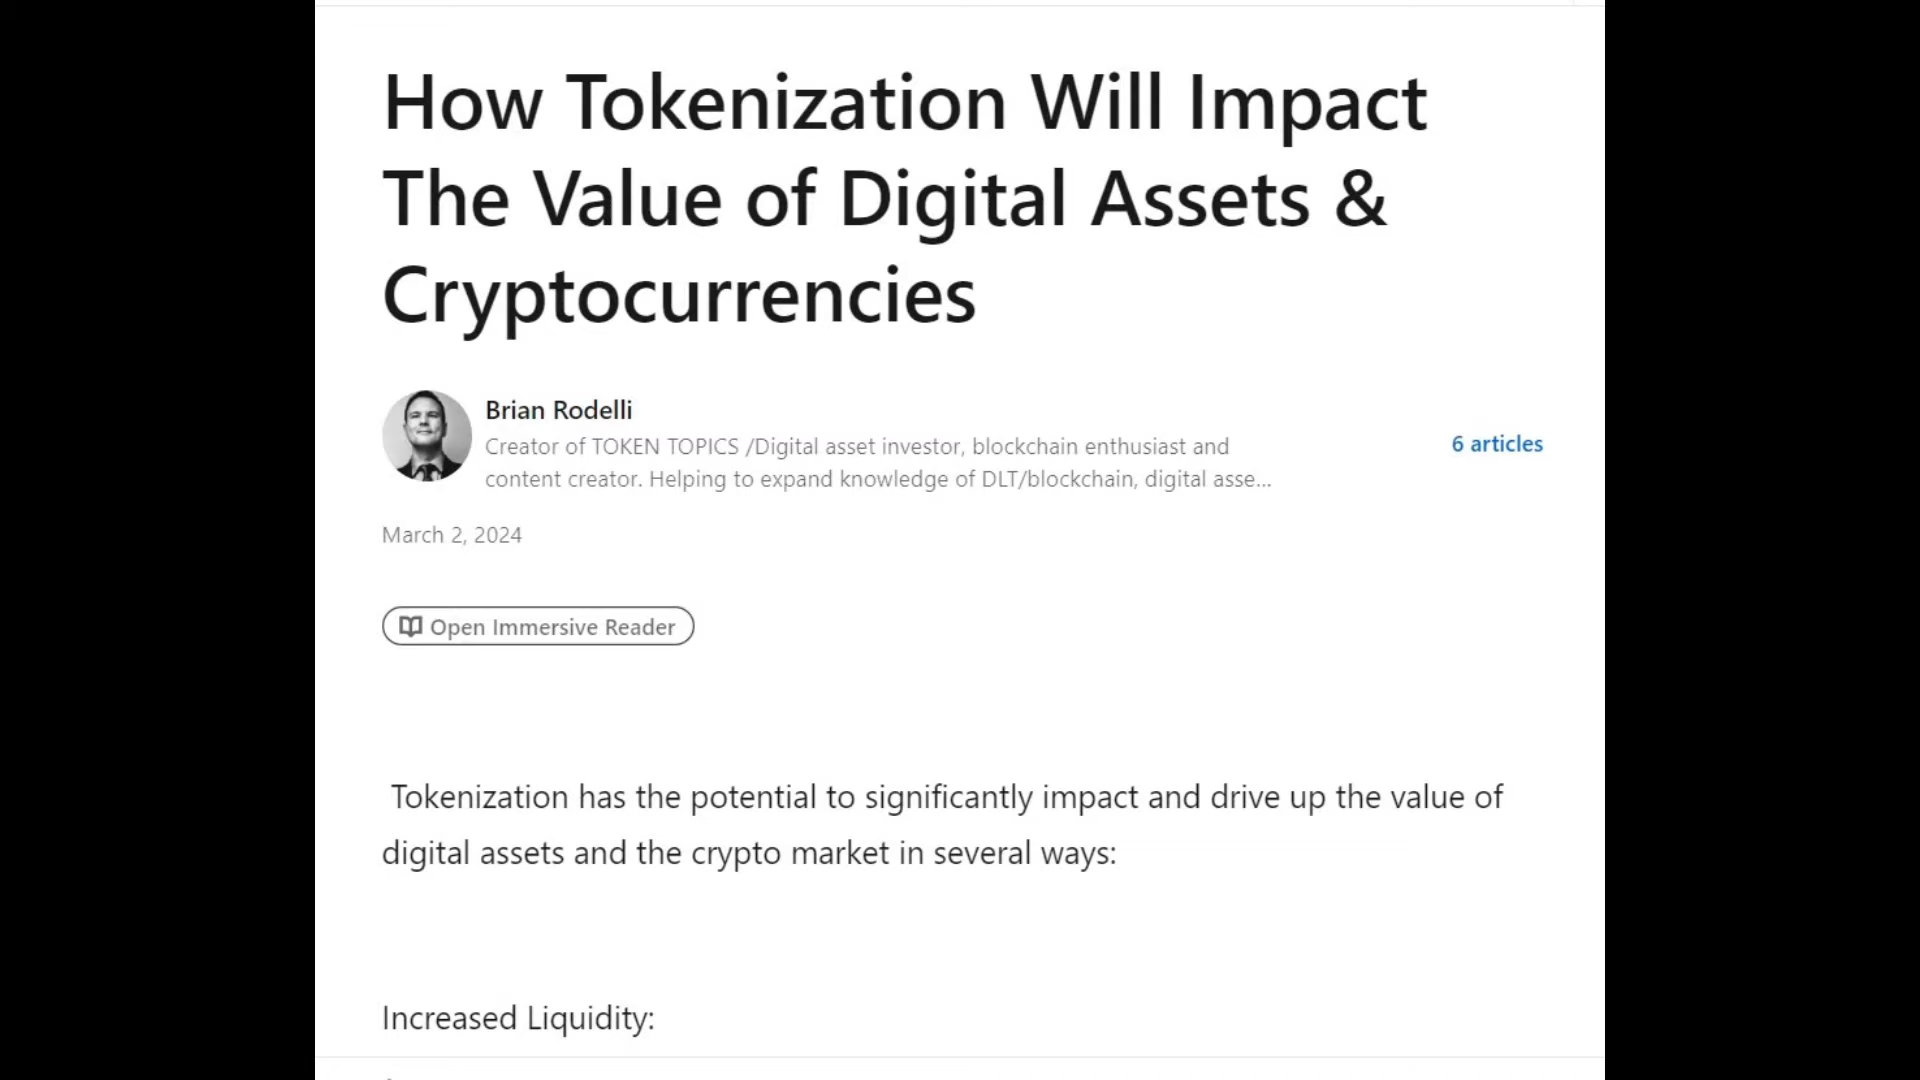 How Tokenization Will Impact
The Value of Digital Assets &
Cryptocurrencies
Brian Rodelli
Creator of TOKEN TOPICS /Digital asset investor, blockchain enthusiast and
content creator. Helping to expand knowledge of DLT/blockchain, digital asse...
6 articles
March 2, 2024
Open Immersive Reader
Tokenization has the potential to significantly impact and drive up the value of
digital assets and the crypto market in several ways:
Increased Liquidity: